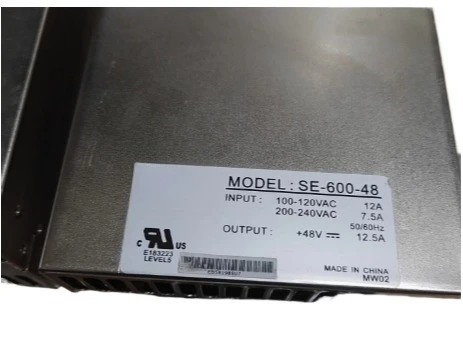 MODEL : SE-600-48
INPUT : 100-120VAC 12A
200-240VAC 7.5A
50/60Hz
OUTPUT : +48V 12.5A
c RU US
E183223
LEVEL5
MADE IN CHINA
MW02